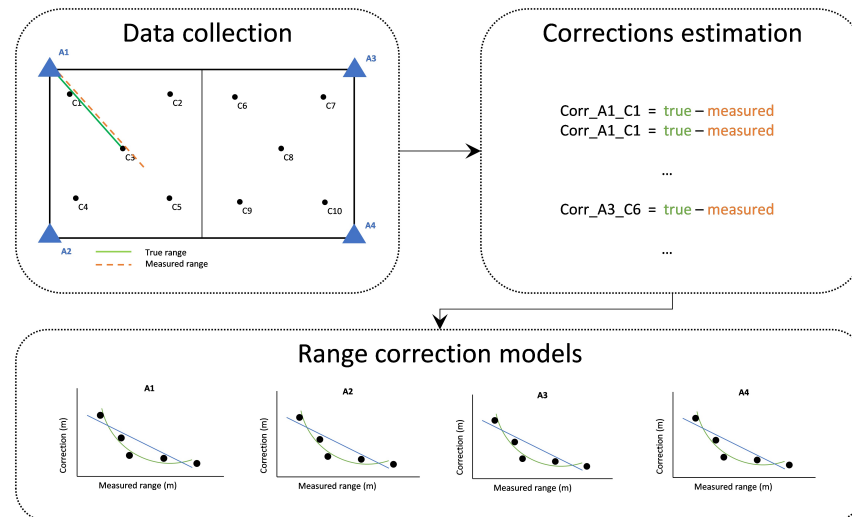 Data collection
A1
A3
C1
C2
C6
C7
C3
C8
C4
C5
C9
C10
A2
A4
True range
Measured range
Corrections estimation
Corr_A1_C1 = true – measured
Corr_A1_C1 = true – measured
...
Corr_A3_C6 = true – measured
...
Range correction models
A1
Correction (m)
Measured range (m)
A2
Correction (m)
Measured range (m)
A3
Correction (m)
Measured range (m)
A4
Correction (m)
Measured range (m)